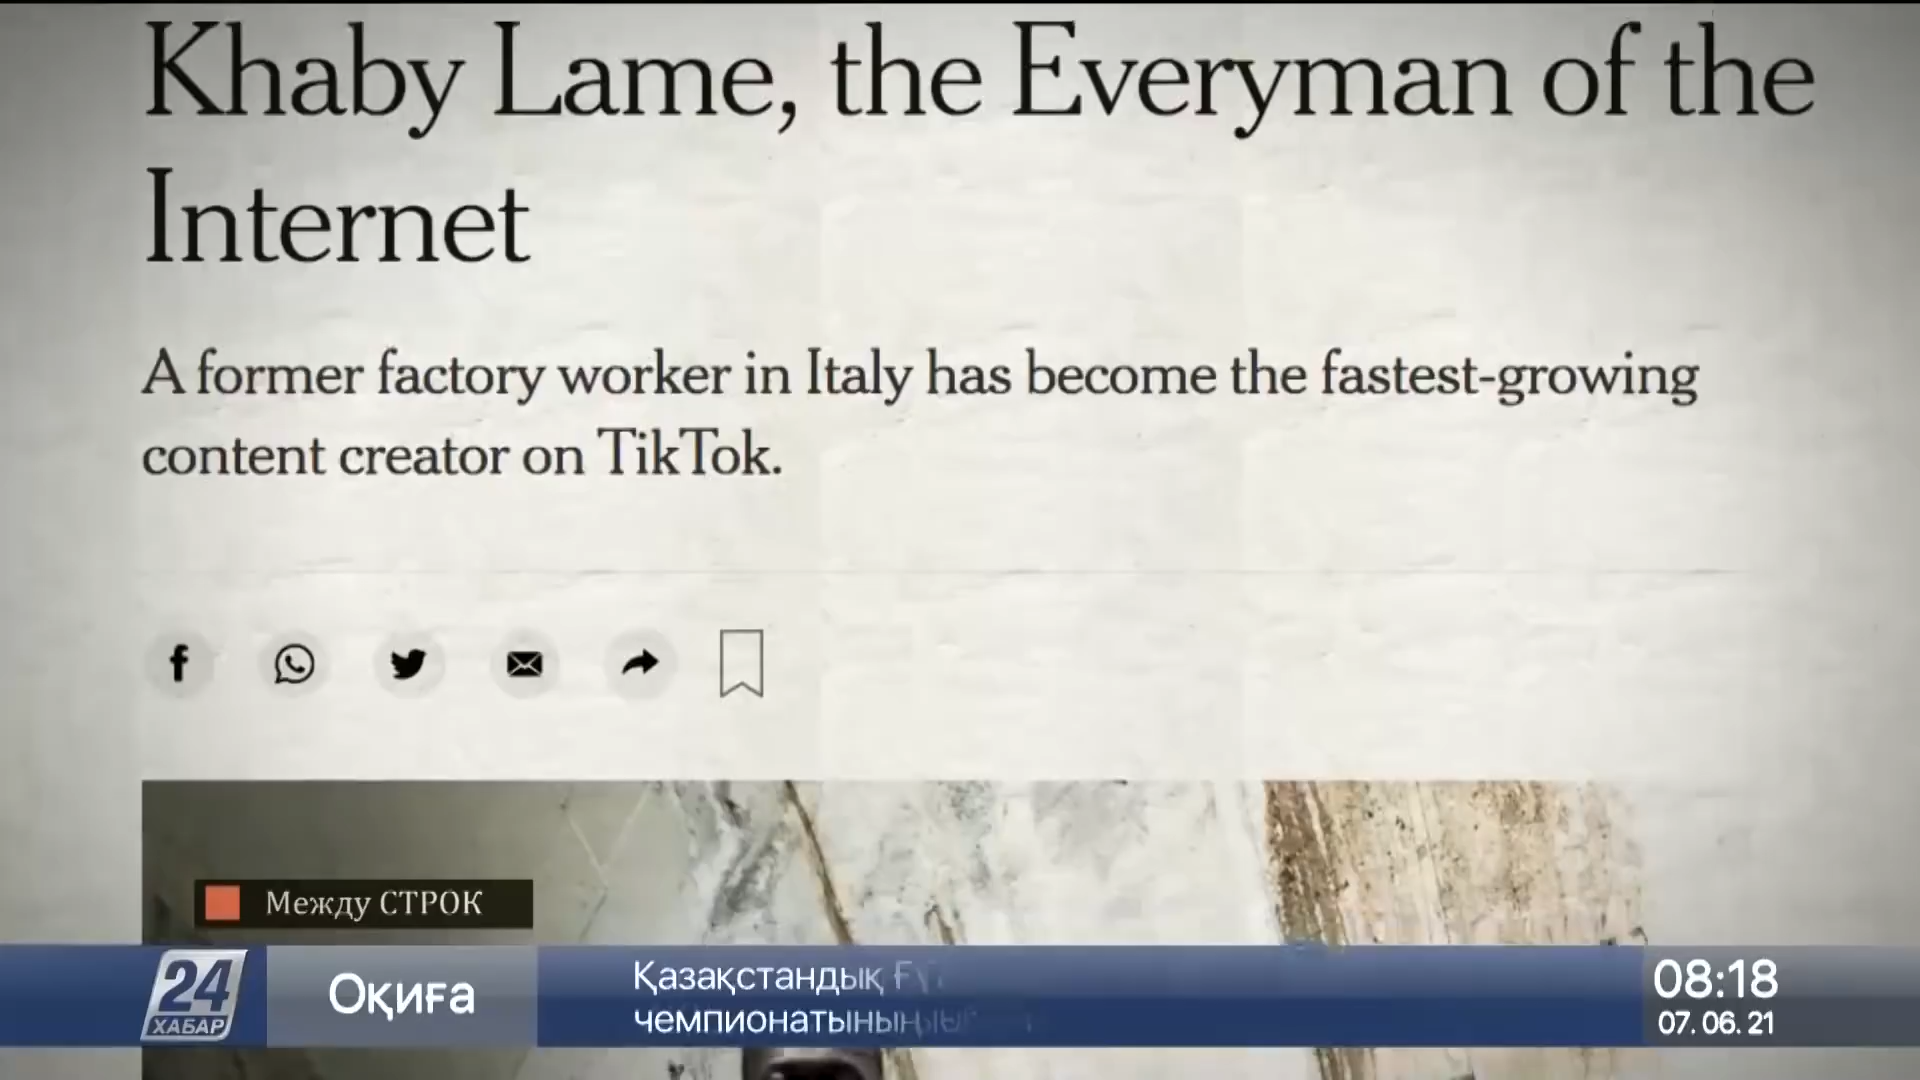 Khaby Lame, the Everyman of the
Internet
A former factory worker in Italy has become the fastest-growing
content creator on TikTok.
Между СТРОК
24
ХАБАР
Оқиға
Қазақстандық
чемпионатының
08:18
07. 06. 21